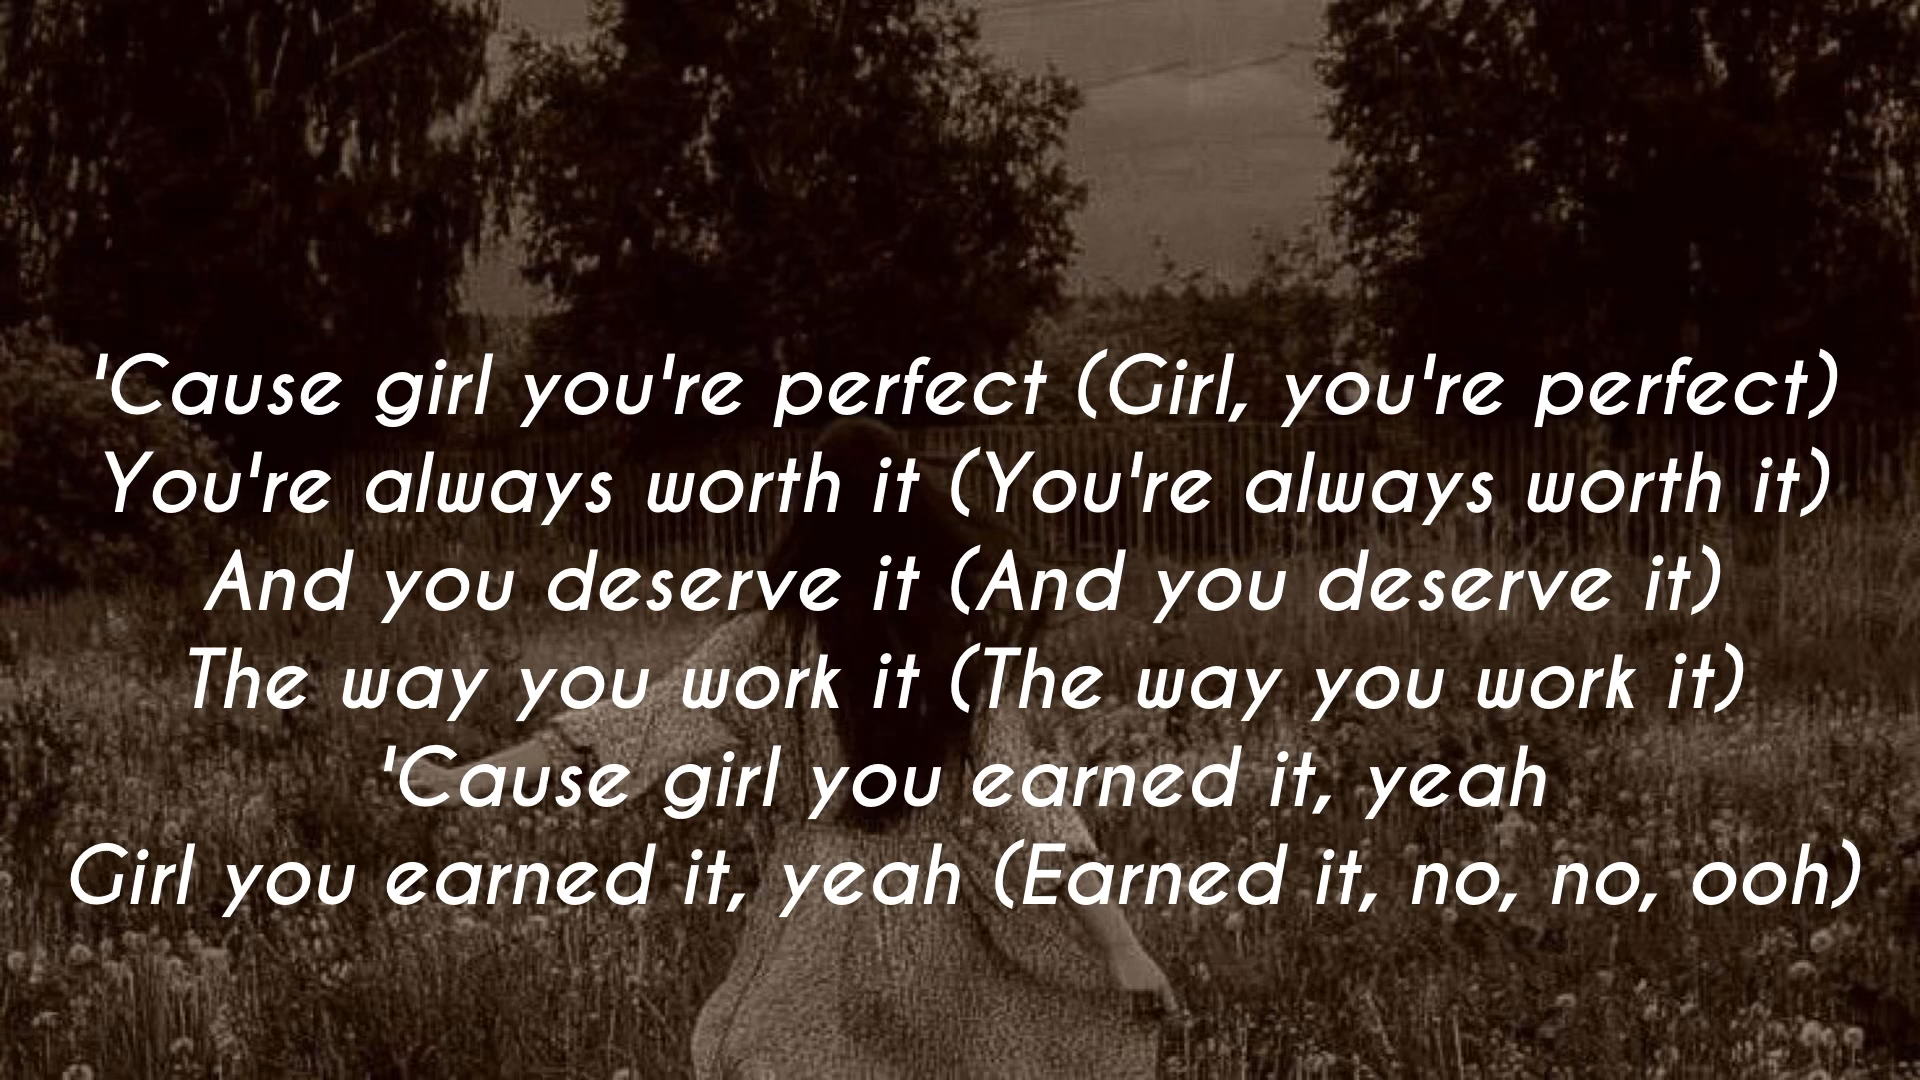 'Cause girl you're perfect (Girl, you're perfect)
You're always worth it (You're always worth it)
And you deserve it (And you deserve it)
The way you work it (The way you work it)
'Cause girl you earned it, yeah
Girl you earned it, yeah (Earned it, no, no, ooh)